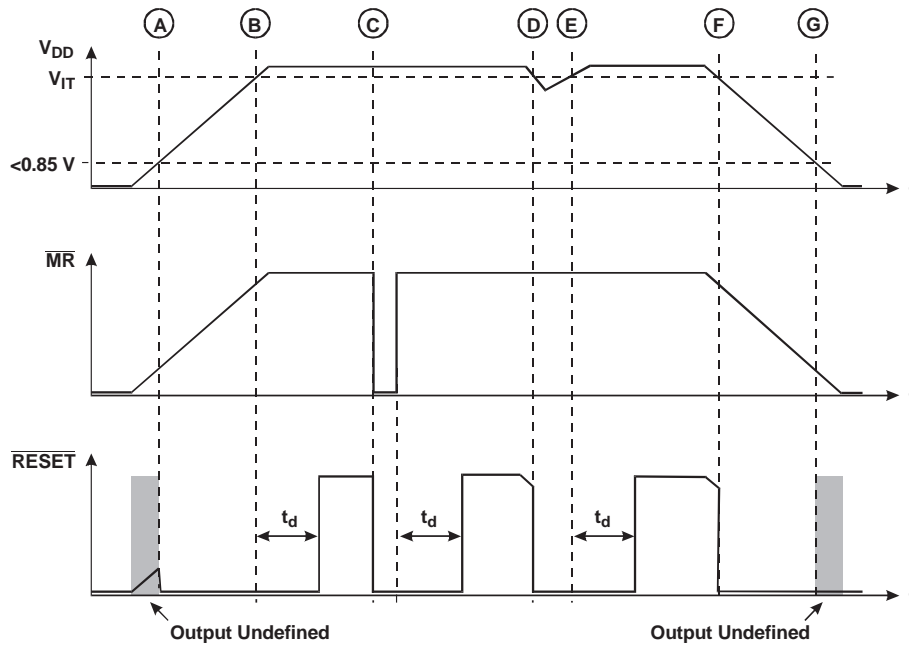 A B C D E F G
VDD
VIT
<0.85 V
MR
RESET
td td td
Output Undefined Output Undefined